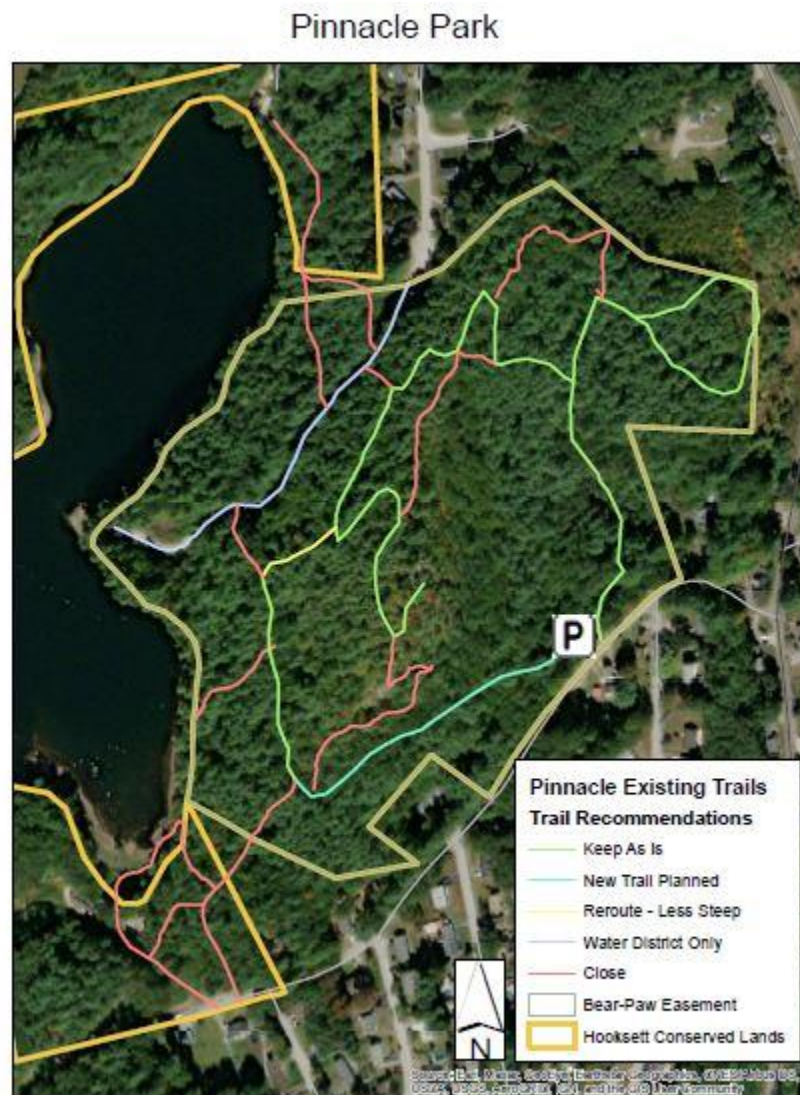 Pinnacle Park
P
Pinnacle Existing Trails
Trail Recommendations
Keep As Is
New Trail Planned
Reroute - Less Steep
Water District Only
Close
Bear-Paw Easement
Hooksett Conserved Lands
N